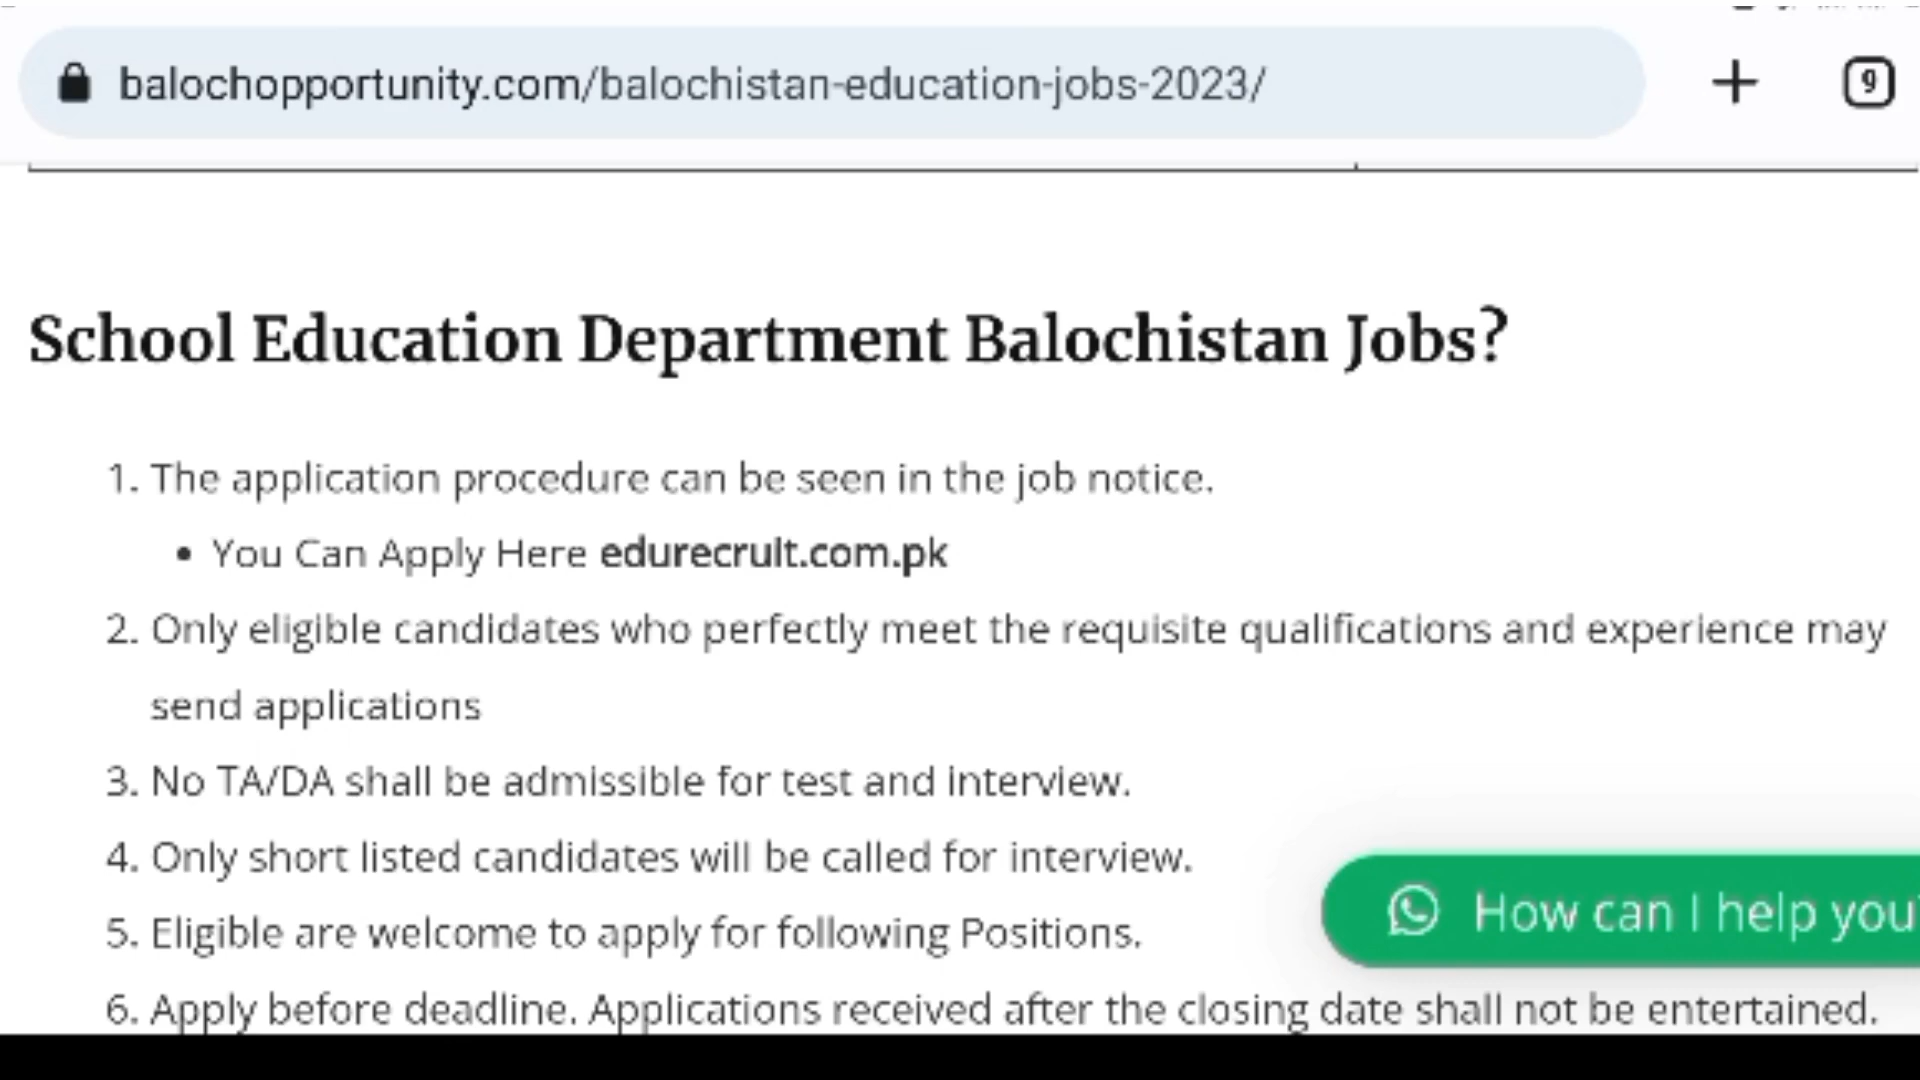 balochopportunity.com/balochistan-education-jobs-2023/
9
School Education Department Balochistan Jobs?
1. The application procedure can be seen in the job notice.
• You Can Apply Here edurecruit.com.pk
2. Only eligible candidates who perfectly meet the requisite qualifications and experience may
send applications
3. No TA/DA shall be admissible for test and interview.
4. Only short listed candidates will be called for interview.
5. Eligible are welcome to apply for following Positions.
How can I help you?
6. Apply before deadline. Applications received after the closing date shall not be entertained.